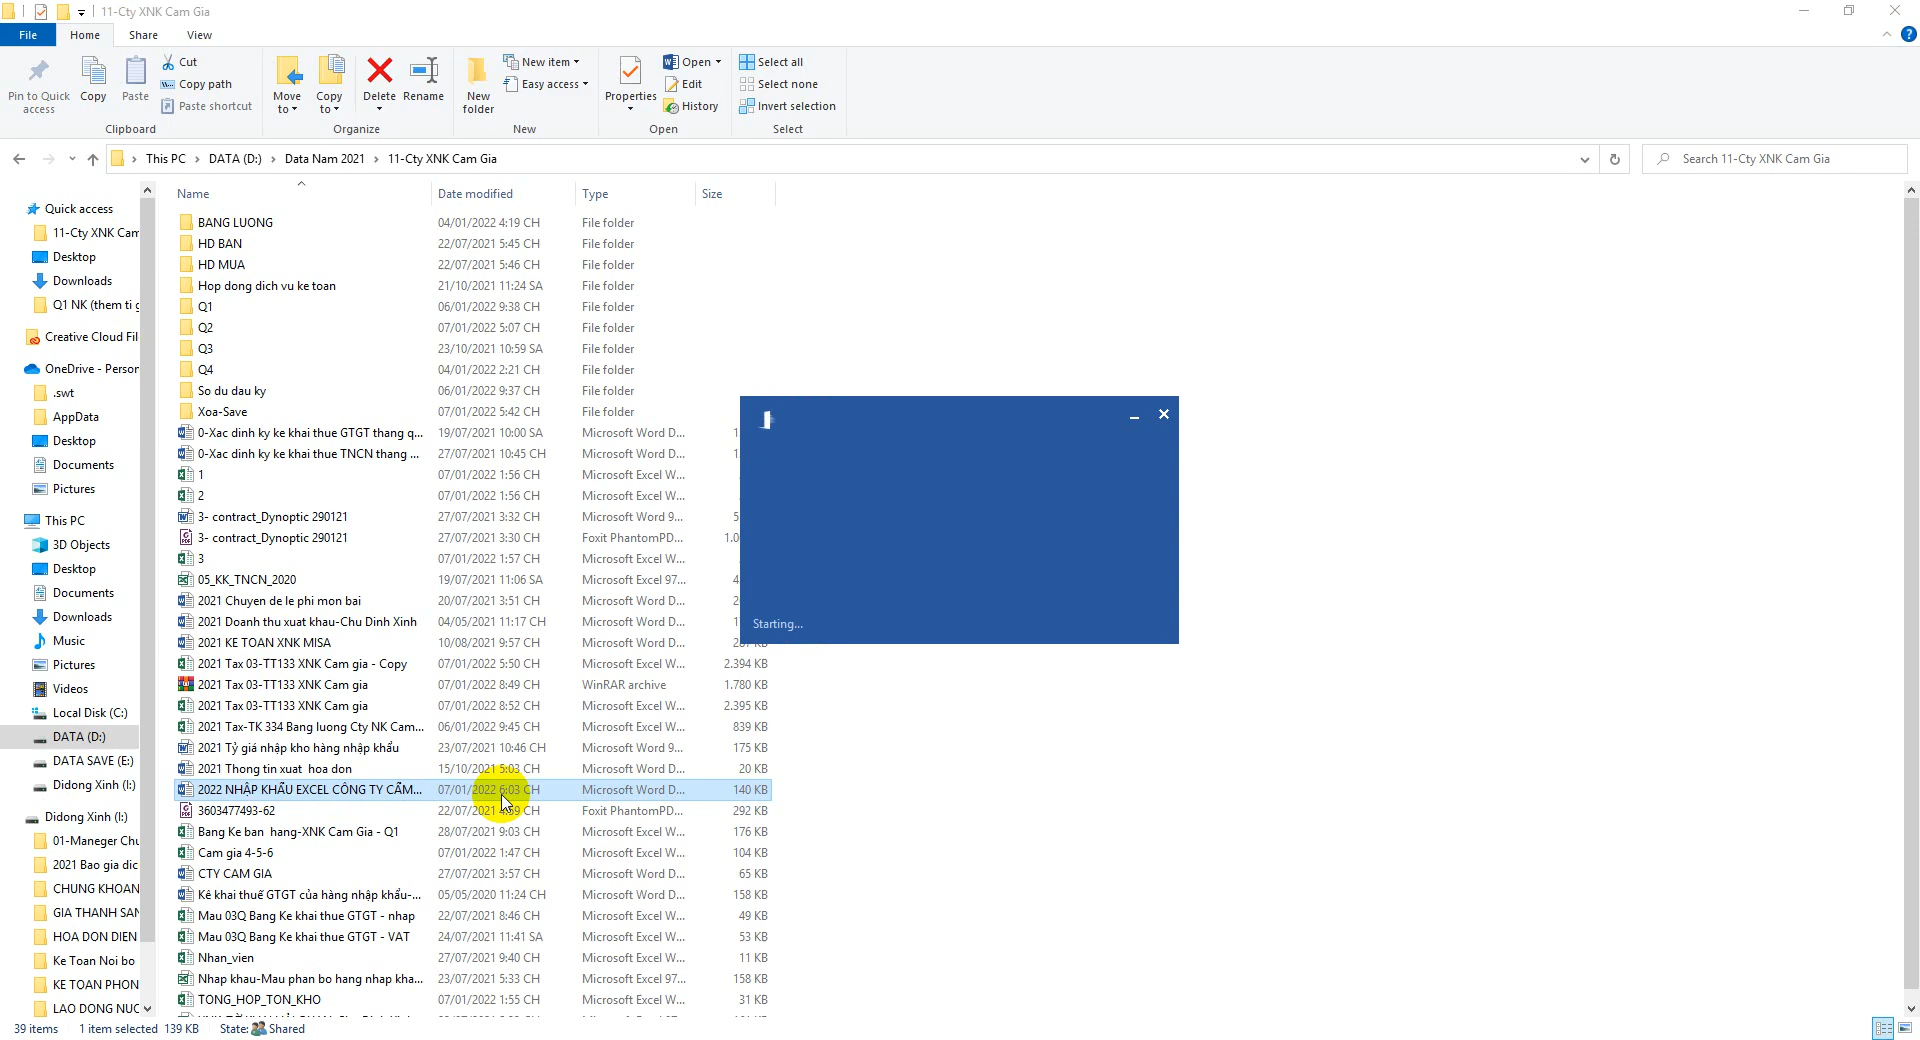 11-Cty XNK Cam Gia
File Home Share View
Pin to Quick access
Copy
Paste
Cut
Copy path
Paste shortcut
Clipboard
Move to
Copy to
Delete
Rename
Organize
New folder
New item
Easy access
New
Properties
Open
Edit
History
Open
Select all
Select none
Invert selection
Select
This PC › DATA (D:) › Data Nam 2021 › 11-Cty XNK Cam Gia
Search 11-Cty XNK Cam Gia
Quick access
11-Cty XNK Cam
Desktop
Downloads
Q1 NK (them ti g
Creative Cloud Fil
OneDrive - Person
.swt
AppData
Desktop
Documents
Pictures
This PC
3D Objects
Desktop
Documents
Downloads
Music
Pictures
Videos
Local Disk (C:)
DATA (D:)
DATA SAVE (E:)
Didong Xinh (I:)
Didong Xinh (I:)
01-Maneger Chu
2021 Bao gia dic
CHUNG KHOAN
GIA THANH SAN
HOA DON DIEN
Ke Toan Noi bo
KE TOAN PHON
LAO DONG NUC
Name Date modified Type Size
BANG LUONG 04/01/2022 4:19 CH File folder
HD BAN 22/07/2021 5:45 CH File folder
HD MUA 22/07/2021 5:46 CH File folder
Hop dong dich vu ke toan 21/10/2021 11:24 SA File folder
Q1 06/01/2022 9:38 CH File folder
Q2 07/01/2022 5:07 CH File folder
Q3 23/10/2021 10:59 SA File folder
Q4 04/01/2022 2:21 CH File folder
So du dau ky 06/01/2022 9:37 CH File folder
Xoa-Save 07/01/2022 5:42 CH File folder
0-Xac dinh ky ke khai thue GTGT thang q... 19/07/2021 10:00 SA Microsoft Word D... 1
0-Xac dinh ky ke khai thue TNCN thang ... 27/07/2021 10:45 CH Microsoft Word D... 1
1 07/01/2022 1:56 CH Microsoft Excel W...
2 07/01/2022 1:56 CH Microsoft Excel W...
3- contract_Dynoptic 290121 27/07/2021 3:32 CH Microsoft Word 9... 5
3- contract_Dynoptic 290121 27/07/2021 3:30 CH Foxit PhantomPD... 1.0
3 07/01/2022 1:57 CH Microsoft Excel W...
05_KK_TNCN_2020 19/07/2021 11:06 SA Microsoft Excel 97... 4
2021 Chuyen de le phi mon bai 20/07/2021 3:51 CH Microsoft Word D... 2
2021 Doanh thu xuat khau-Chu Dinh Xinh 04/05/2021 11:17 CH Microsoft Word D... 1
2021 KE TOAN XNK MISA 10/08/2021 9:57 CH Microsoft Word D...
2021 Tax 03-TT133 XNK Cam gia - Copy 07/01/2022 5:50 CH Microsoft Excel W... 2.394 KB
2021 Tax 03-TT133 XNK Cam gia 07/01/2022 8:49 CH WinRAR archive 1.780 KB
2021 Tax 03-TT133 XNK Cam gia 07/01/2022 8:52 CH Microsoft Excel W... 2.395 KB
2021 Tax-TK 334 Bang luong Cty NK Cam... 06/01/2022 9:45 CH Microsoft Excel W... 839 KB
2021 Tỷ giá nhập kho hàng nhập khẩu 23/07/2021 10:46 CH Microsoft Word 9... 175 KB
2021 Thong tin xuat hoa don 15/10/2021 5:03 CH Microsoft Word D... 20 KB
2022 NHẬP KHẨU EXCEL CÔNG TY CẨM... 07/01/2022 6:03 CH Microsoft Word D... 140 KB
3603477493-62 22/07/2021 4:59 CH Foxit PhantomPD... 292 KB
Bang Ke ban hang-XNK Cam Gia - Q1 28/07/2021 9:03 CH Microsoft Excel W... 176 KB
Cam gia 4-5-6 07/01/2022 1:47 CH Microsoft Excel W... 104 KB
CTY CAM GIA 27/07/2021 3:57 CH Microsoft Word D... 65 KB
Kê khai thuế GTGT của hàng nhập khẩu-... 05/05/2020 11:24 CH Microsoft Word D... 158 KB
Mau 03Q Bang Ke khai thue GTGT - nhap 22/07/2021 8:46 CH Microsoft Excel W... 49 KB
Mau 03Q Bang Ke khai thue GTGT - VAT 24/07/2021 11:41 SA Microsoft Excel W... 53 KB
Nhan_vien 27/07/2021 9:40 CH Microsoft Excel W... 11 KB
Nhap khau-Mau phan bo hang nhap kha... 23/07/2021 5:33 CH Microsoft Excel 97... 158 KB
TONG_HOP_TON_KHO 07/01/2022 1:55 CH Microsoft Excel W... 31 KB
Starting...
39 items 1 item selected 139 KB State: Shared